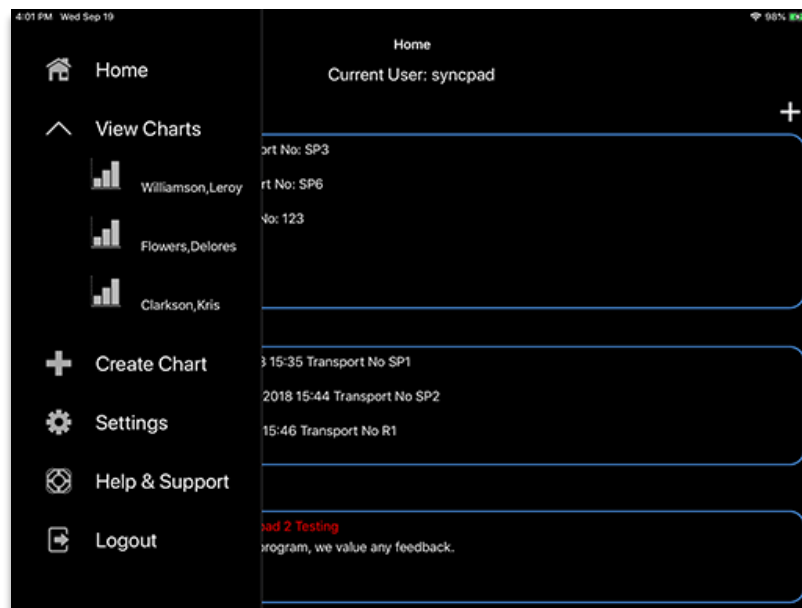 4:01 PM Wed Sep 19
98%
Home
Current User: syncpad
Home
View Charts
Williamson,Leroy
Flowers,Delores
Clarkson,Kris
Create Chart
Settings
Help & Support
Logout
ort No: SP3
rt No: SP6
No: 123
15:35 Transport No SP1
2018 15:44 Transport No SP2
15:46 Transport No R1
pad 2 Testing
program, we value any feedback.